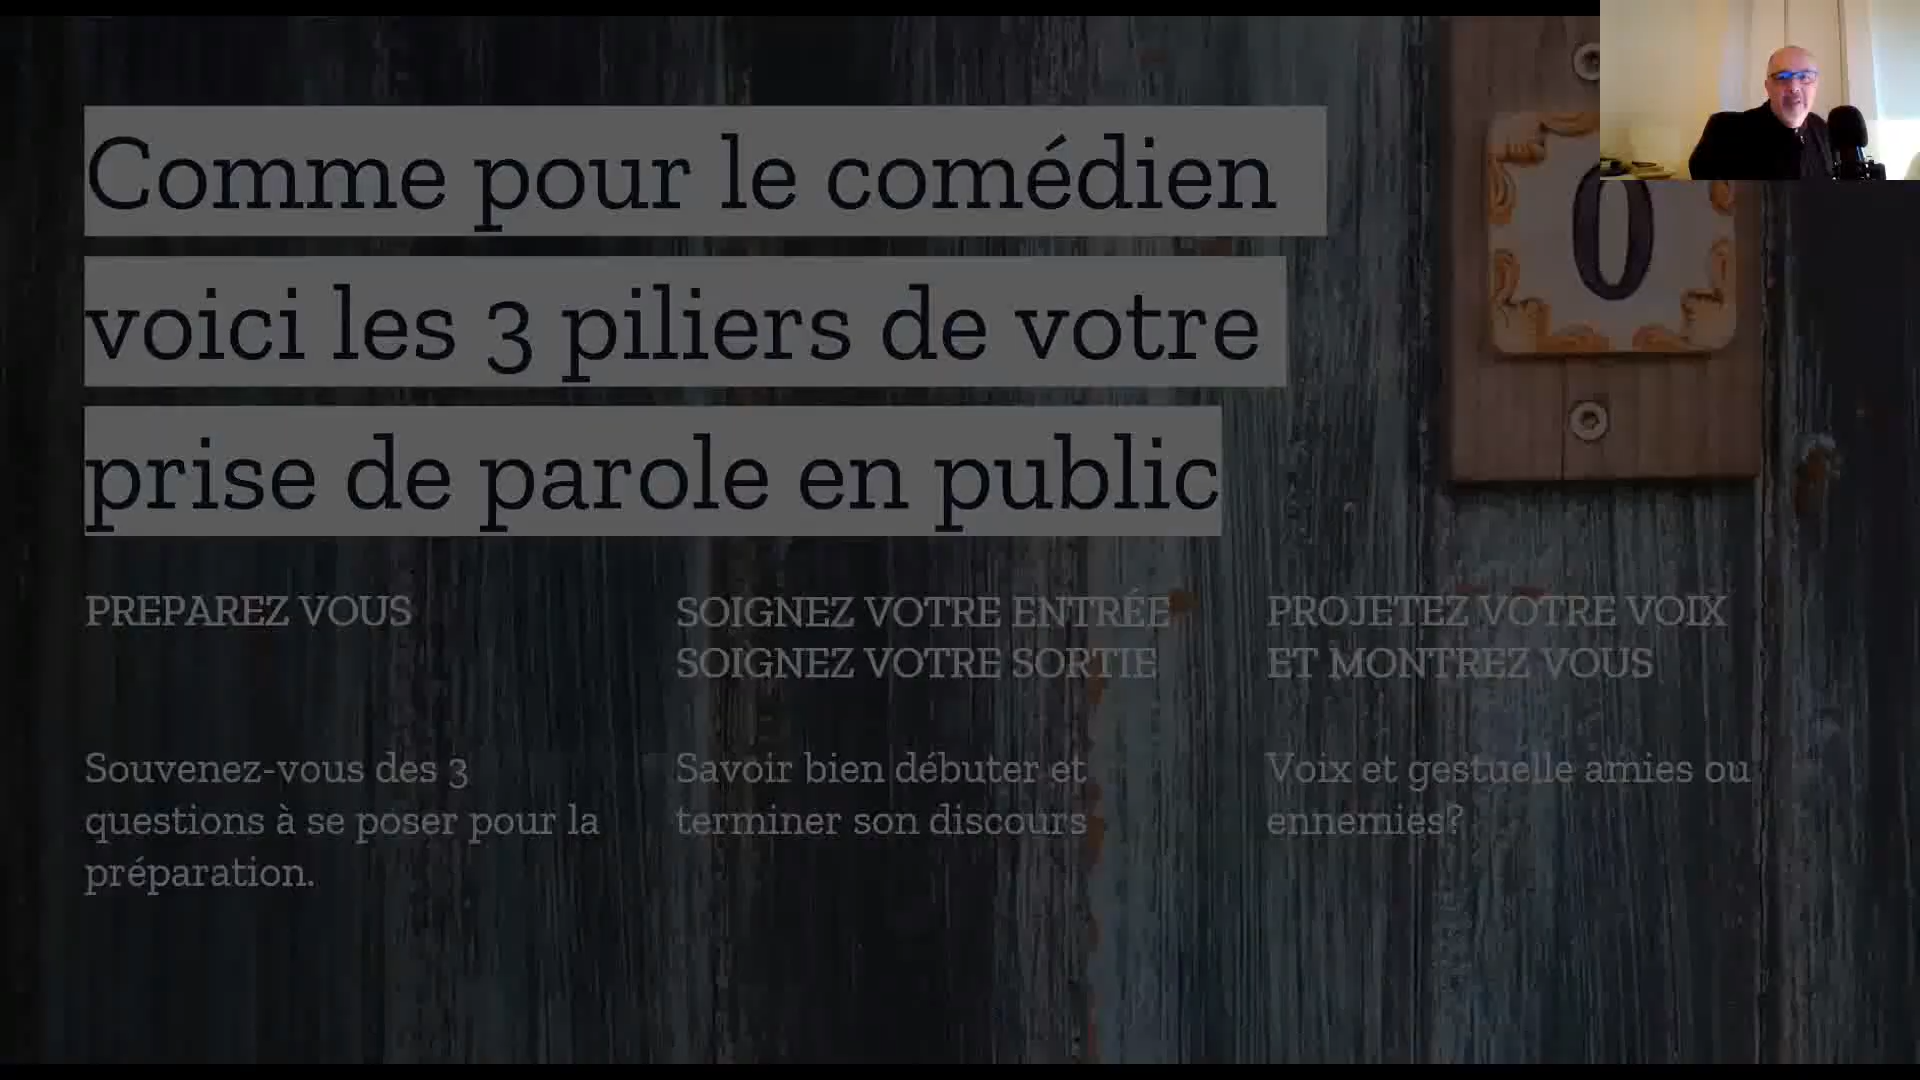 Comme pour le comédien
voici les 3 piliers de votre
prise de parole en public
0
PREPAREZ VOUS
Souvenez-vous des 3
questions à se poser pour la
préparation.
SOIGNEZ VOTRE ENTRÉE
SOIGNEZ VOTRE SORTIE
Savoir bien débuter et
terminer son discours
PROJETEZ VOTRE VOIX
ET MONTREZ VOUS
Voix et gestuelle amies ou
ennemies?